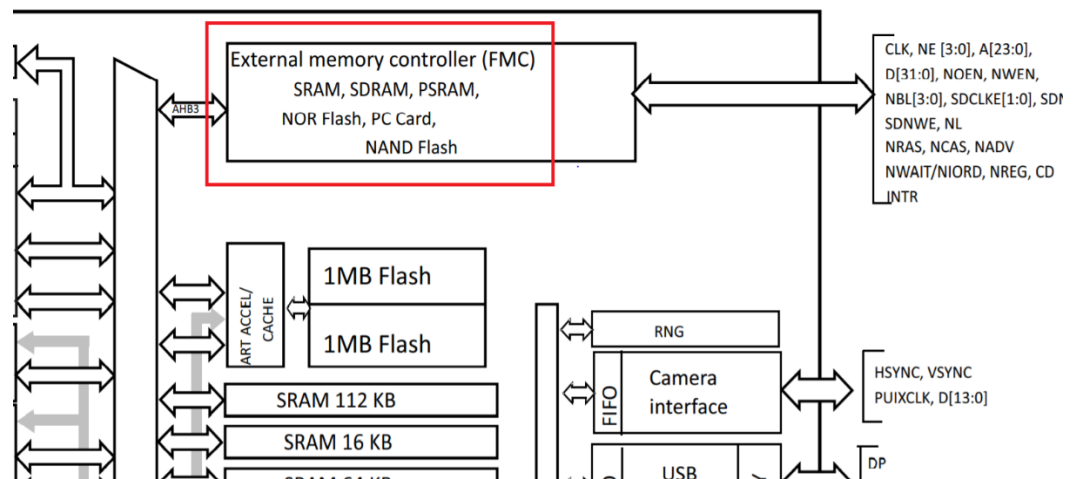 External memory controller (FMC)
SRAM, SDRAM, PSRAM,
NOR Flash, PC Card,
NAND Flash
AHB3
CLK, NE [3:0], A[23:0],
D[31:0], NOEN, NWEN,
NBL[3:0], SDCLKE[1:0],
SDNWE, NL
NRAS, NCAS, NADV
NWAIT/NIORD, NREG, CD
INTR
ART ACCEL/
CACHE
1MB Flash
1MB Flash
SRAM 112 KB
SRAM 16 KB
RNG
FIFO
Camera
interface
HSYNC, VSYNC
PUIXCLK, D[13:0]
USB
DP